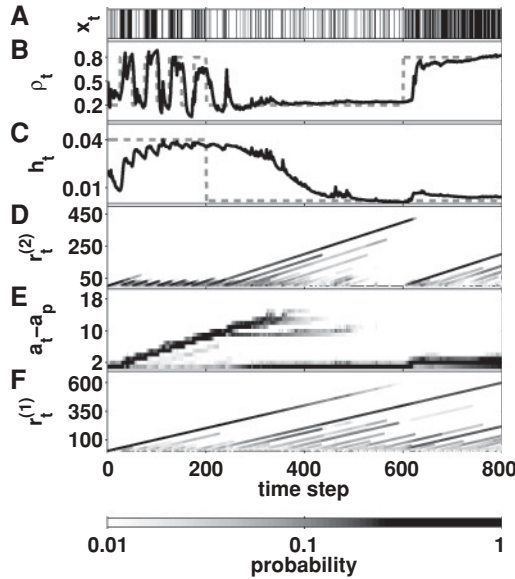 A x_t
B 0.8 0.5 0.2 ρ_t
C 0.04 0.01 h_t
D 450 250 50 r_t^(2)
E 18 10 2 a_t–a_p
F 600 350 100 r_t^(1)
0 200 400 600 800
time step
0.01 0.1 1
probability